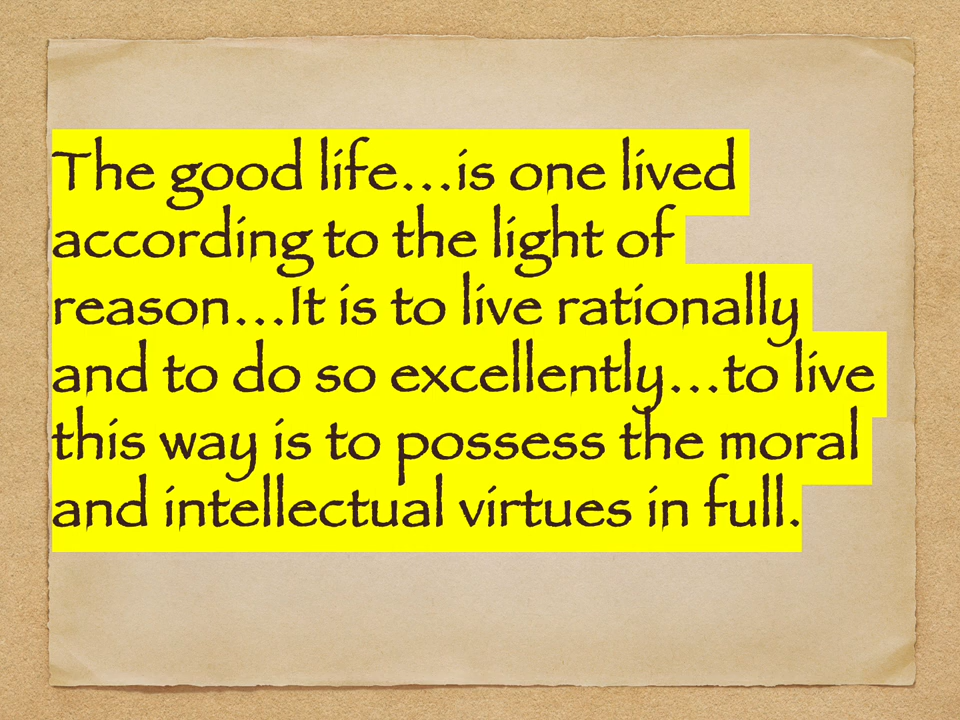 The good life...is one lived
according to the light of
reason...It is to live rationally
and to do so excellently...to live
this way is to possess the moral
and intellectual virtues in full.